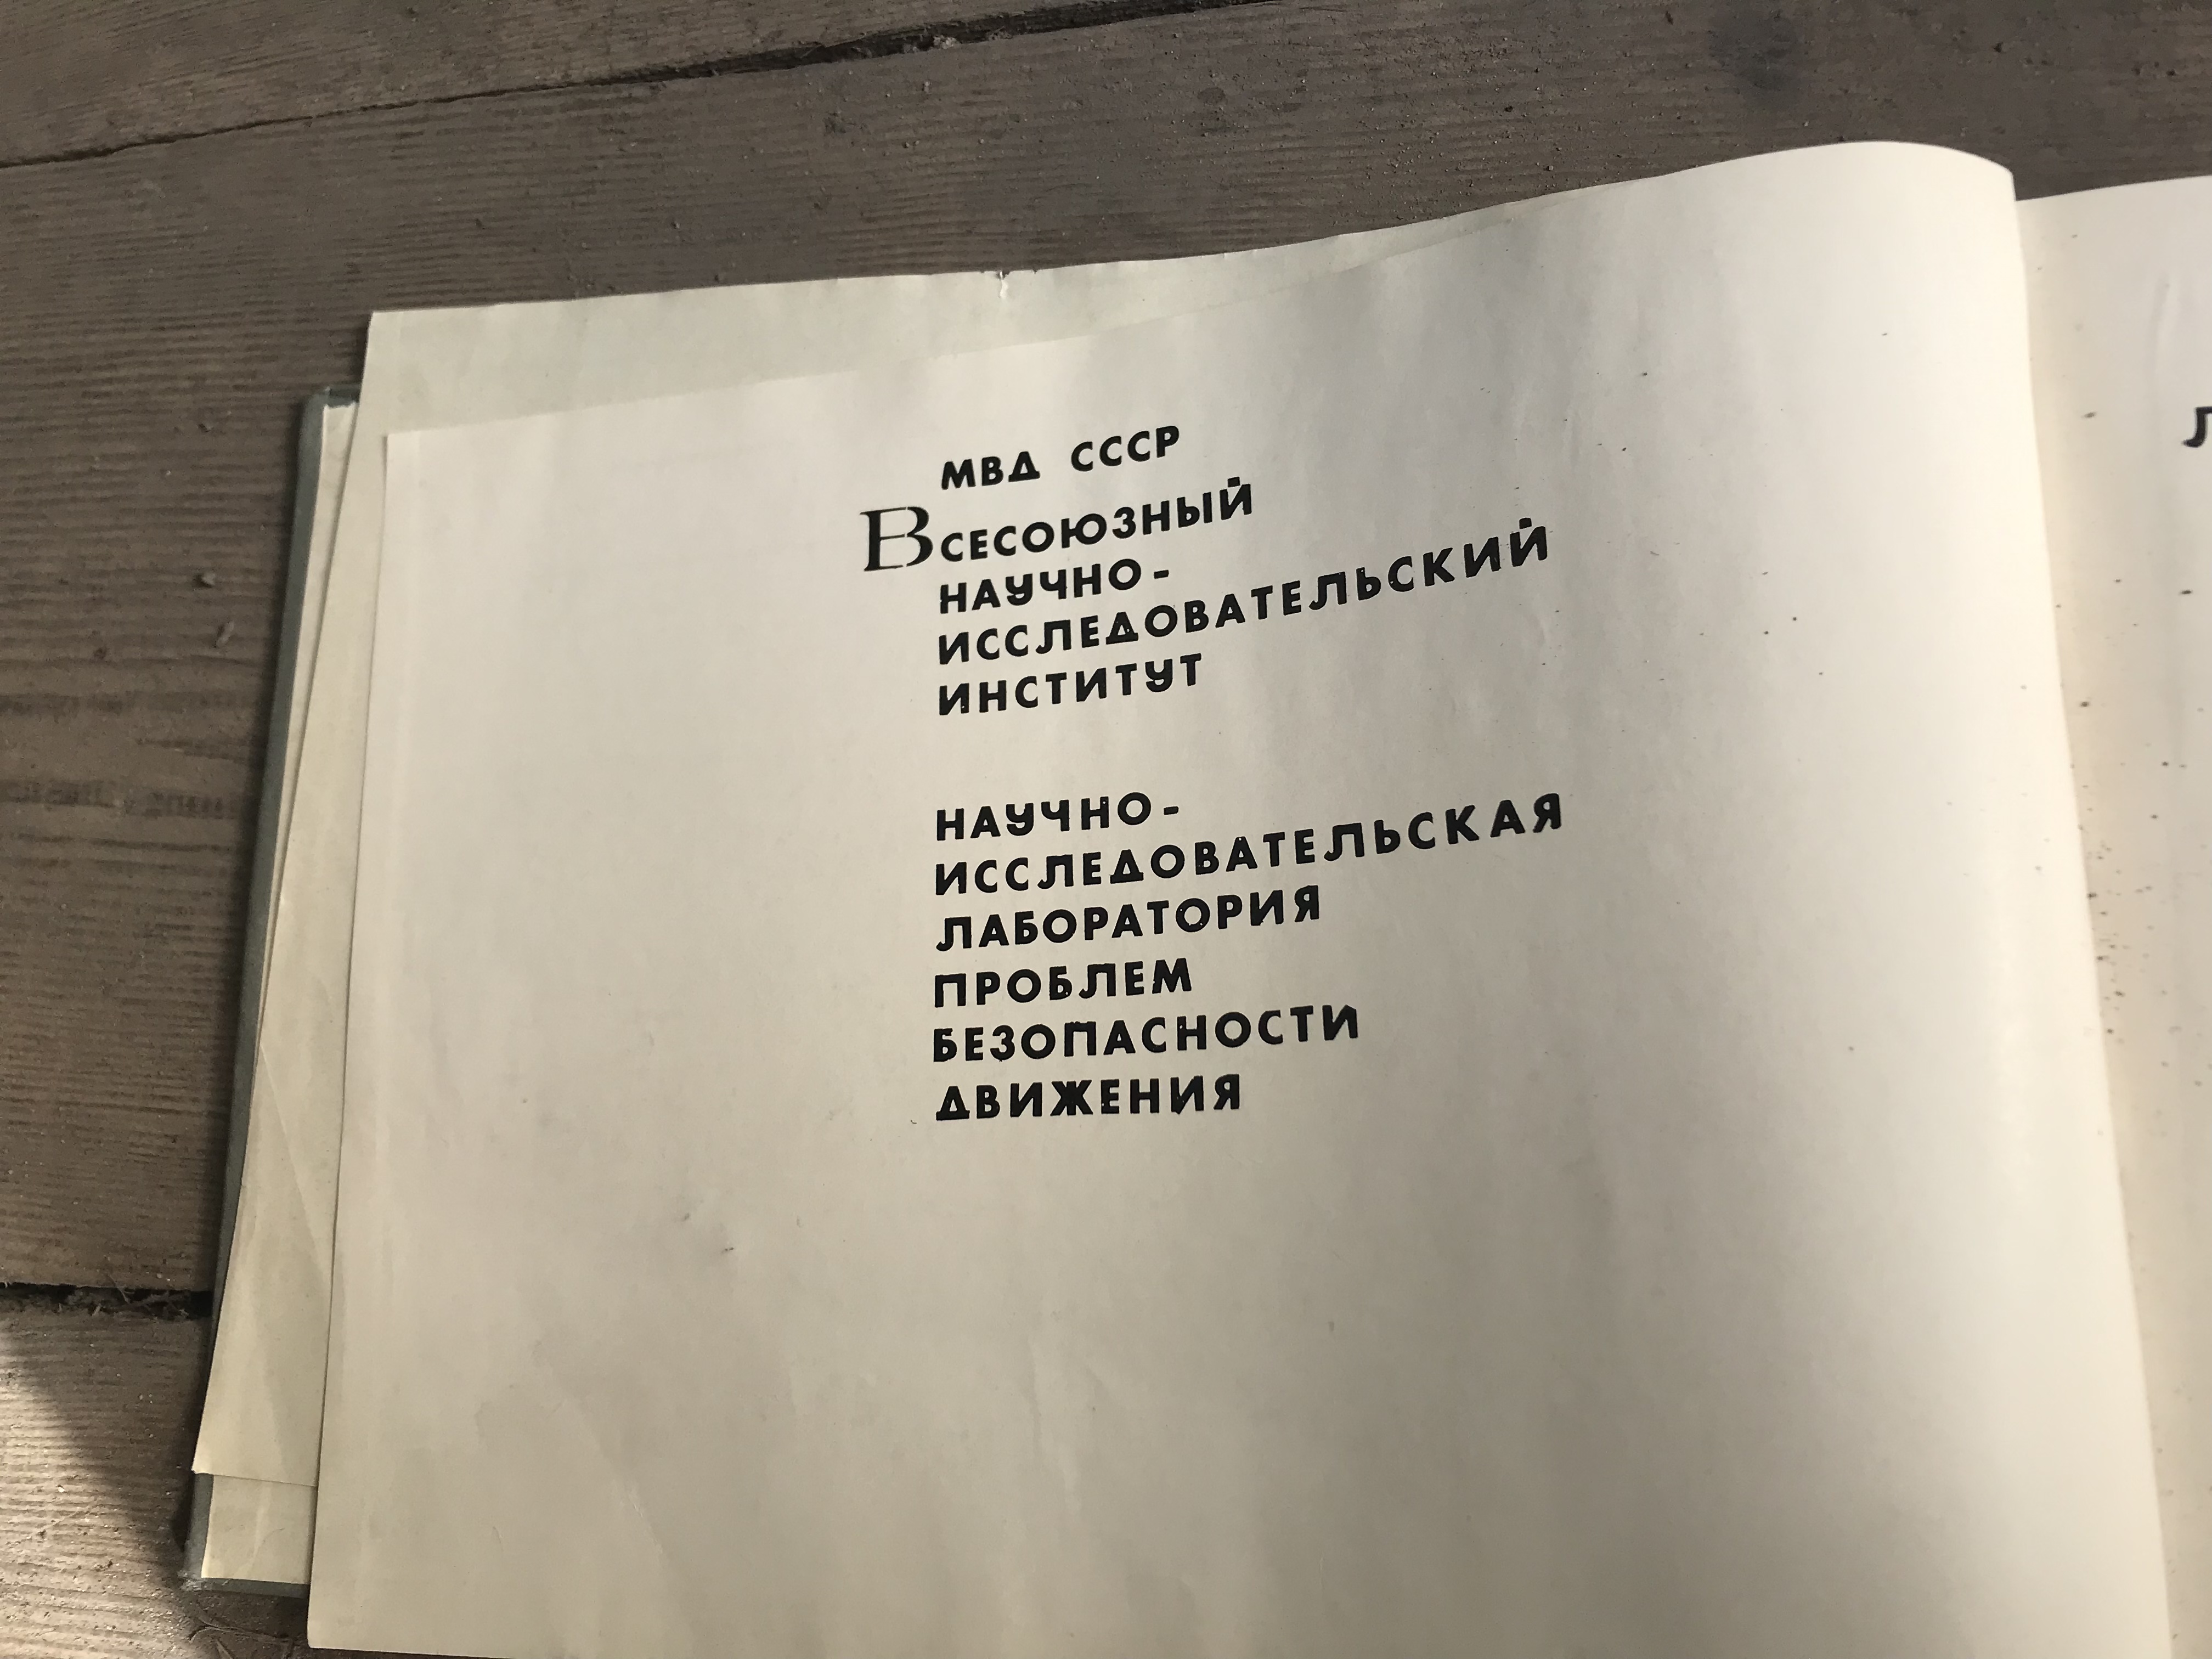 МВД СССР
ВСЕСОЮЗНЫЙ
НАУЧНО-
ИССЛЕДОВАТЕЛЬСКИЙ
ИНСТИТУТ
НАУЧНО-
ИССЛЕДОВАТЕЛЬСКАЯ
ЛАБОРАТОРИЯ
ПРОБЛЕМ
БЕЗОПАСНОСТИ
ДВИЖЕНИЯ